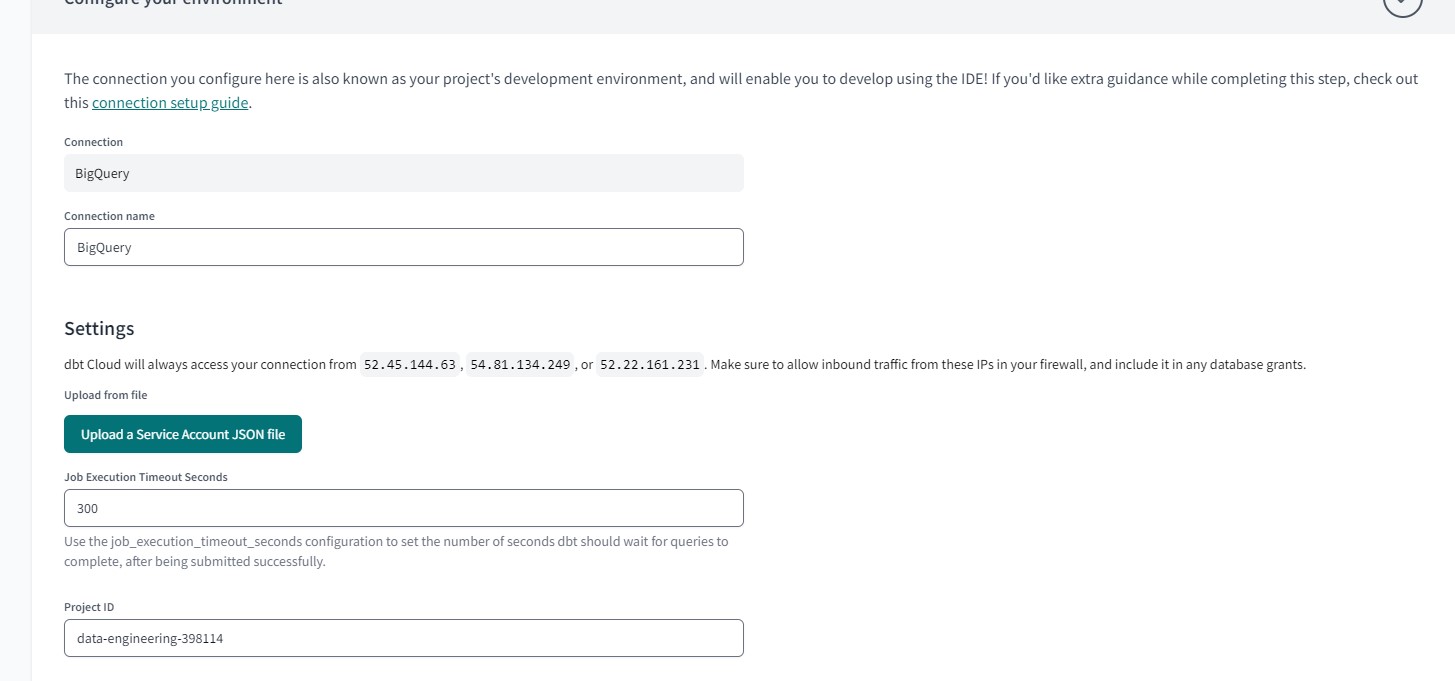 Configure your environment
The connection you configure here is also known as your project's development environment, and will enable you to develop using the IDE! If you'd like extra guidance while completing this step, check out
this connection setup guide.
Connection
BigQuery
Connection name
BigQuery
Settings
dbt Cloud will always access your connection from 52.45.144.63, 54.81.134.249, or 52.22.161.231. Make sure to allow inbound traffic from these IPs in your firewall, and include it in any database grants.
Upload from file
Upload a Service Account JSON file
Job Execution Timeout Seconds
300
Use the job_execution_timeout_seconds configuration to set the number of seconds dbt should wait for queries to
complete, after being submitted successfully.
Project ID
data-engineering-398114